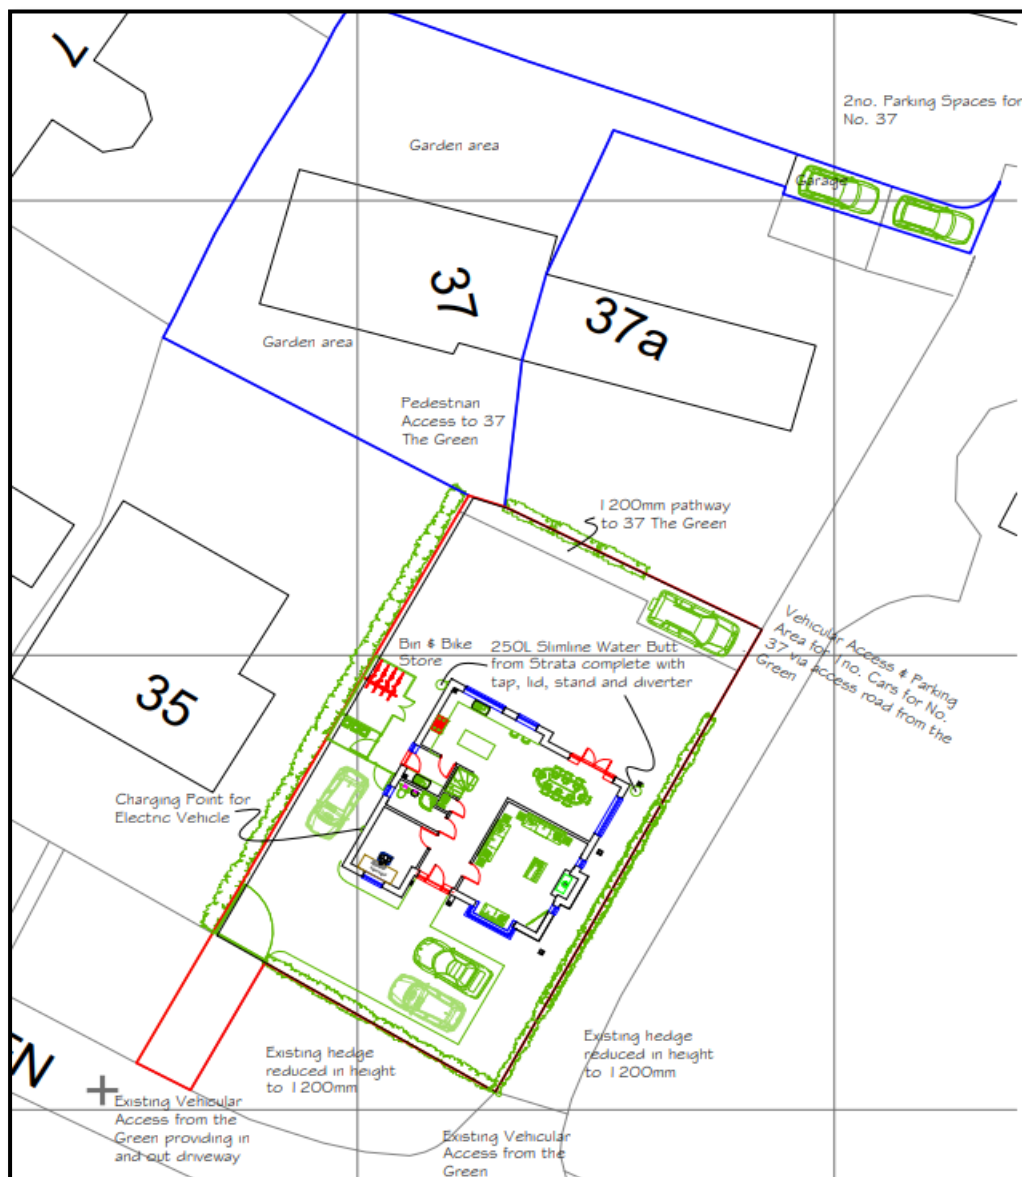 7
2no. Parking Spaces for
No. 37
Garden area
Garage
37
37a
Garden area
Pedestrian
Access to 37
The Green
1200mm pathway
to 37 The Green
Vehicular Access & Parking
Area for 1no. Cars for No.
37 via access road from the
Green
Bin & Bike
Store
250L Slimline Water Butt
from Strata complete with
tap, lid, stand and diverter
35
Charging Point for
Electric Vehicle
Existing hedge
reduced in height
to 1200mm
Existing hedge
reduced in height
to 1200mm
EN
Existing Vehicular
Access from the
Green providing in
and out driveway
Existing Vehicular
Access from the
Green